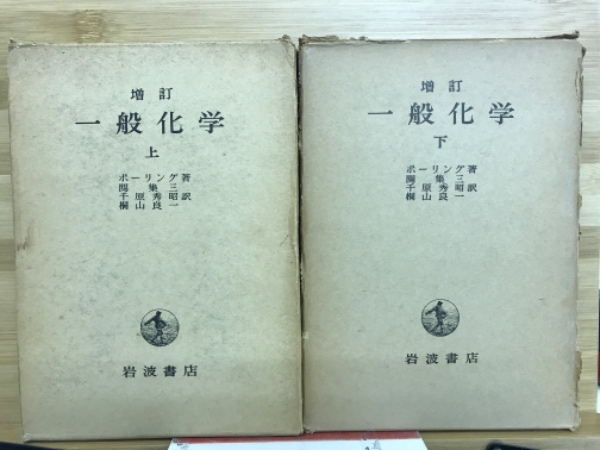 増訂
一般化学
上
ポーリング著
関集三
千原秀昭訳
桐山良一
岩波書店
増訂
一般化学
下
ポーリング著
関集三
千原秀昭訳
桐山良一
岩波書店